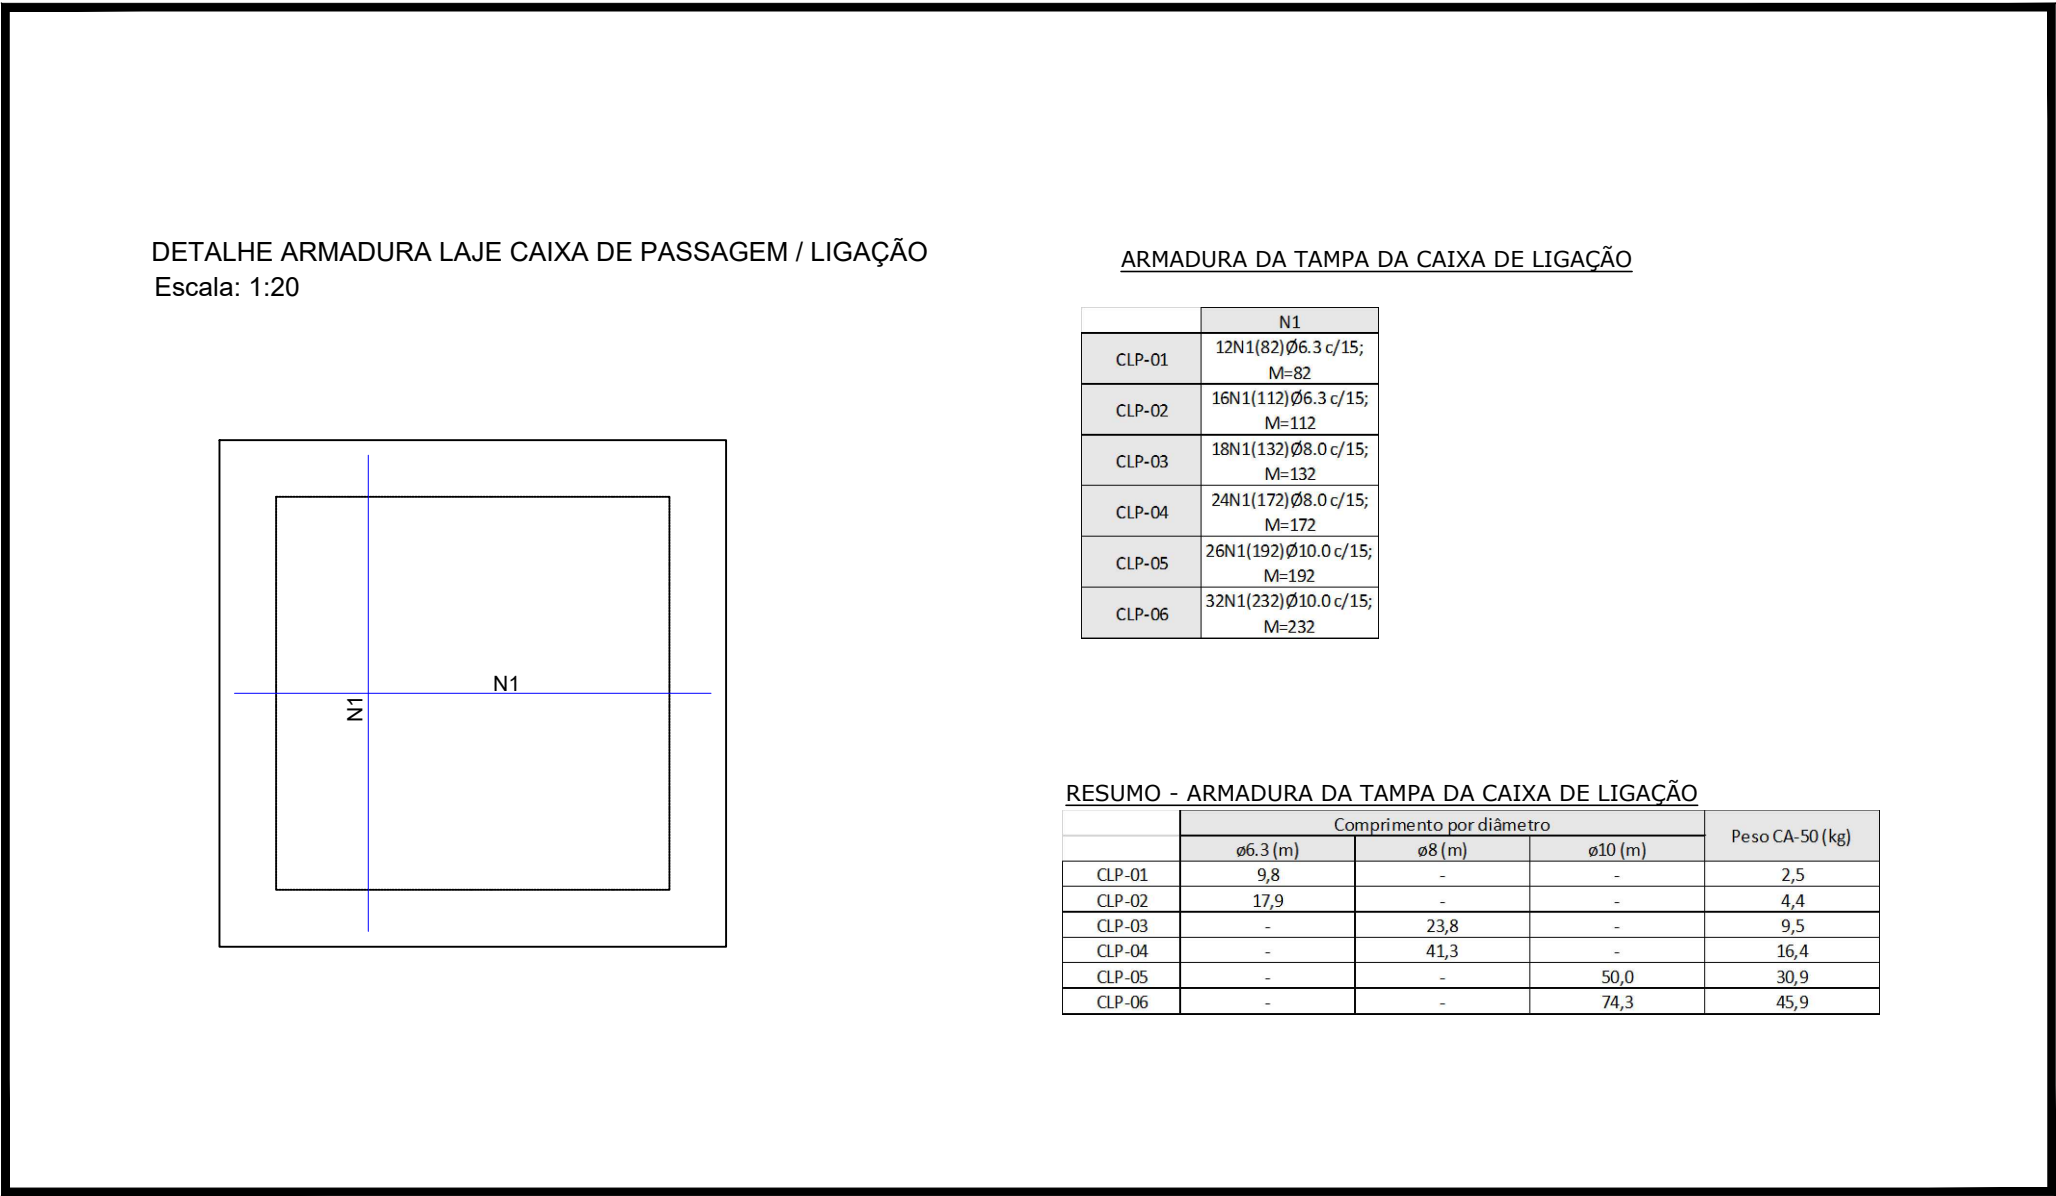 DETALHE ARMADURA LAJE CAIXA DE PASSAGEM / LIGAÇÃO
Escala: 1:20
N1
N1
ARMADURA DA TAMPA DA CAIXA DE LIGAÇÃO
N1
CLP-01 12N1(82)Ø6.3 c/15;
M=82
CLP-02 16N1(112)Ø6.3 c/15;
M=112
CLP-03 18N1(132)Ø8.0 c/15;
M=132
CLP-04 24N1(172)Ø8.0 c/15;
M=172
CLP-05 26N1(192)Ø10.0 c/15;
M=192
CLP-06 32N1(232)Ø10.0 c/15;
M=232
RESUMO - ARMADURA DA TAMPA DA CAIXA DE LIGAÇÃO
Comprimento por diâmetro Peso CA-50 (kg)
ø6.3 (m) ø8 (m) ø10 (m)
CLP-01 9,8 - - 2,5
CLP-02 17,9 - - 4,4
CLP-03 - 23,8 - 9,5
CLP-04 - 41,3 - 16,4
CLP-05 - - 50,0 30,9
CLP-06 - - 74,3 45,9